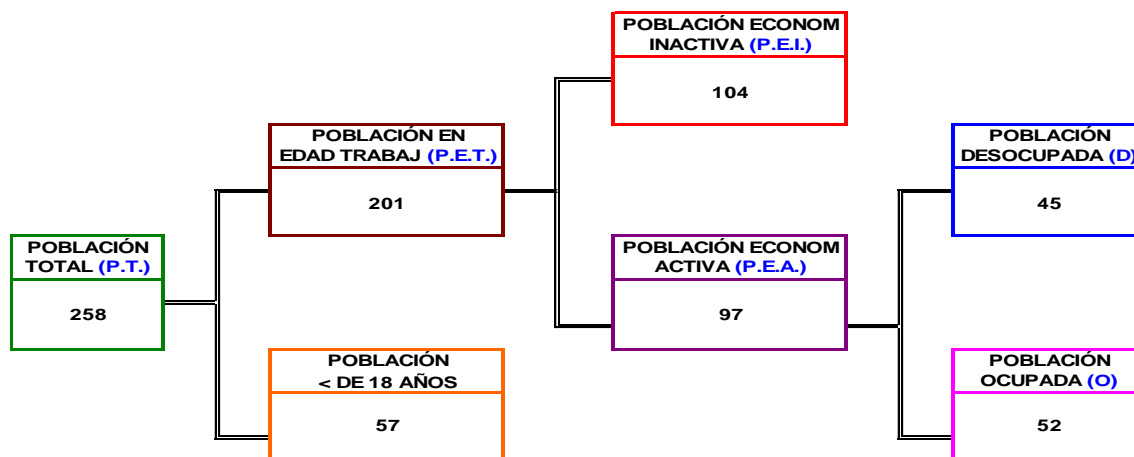 POBLACIÓN ECONOM
INACTIVA (P.E.I.)
104
POBLACIÓN EN
EDAD TRABAJ (P.E.T.)
201
POBLACIÓN
DESOCUPADA (D)
45
POBLACIÓN
TOTAL (P.T.)
258
POBLACIÓN ECONOM
ACTIVA (P.E.A.)
97
POBLACIÓN
< DE 18 AÑOS
57
POBLACIÓN
OCUPADA (O)
52